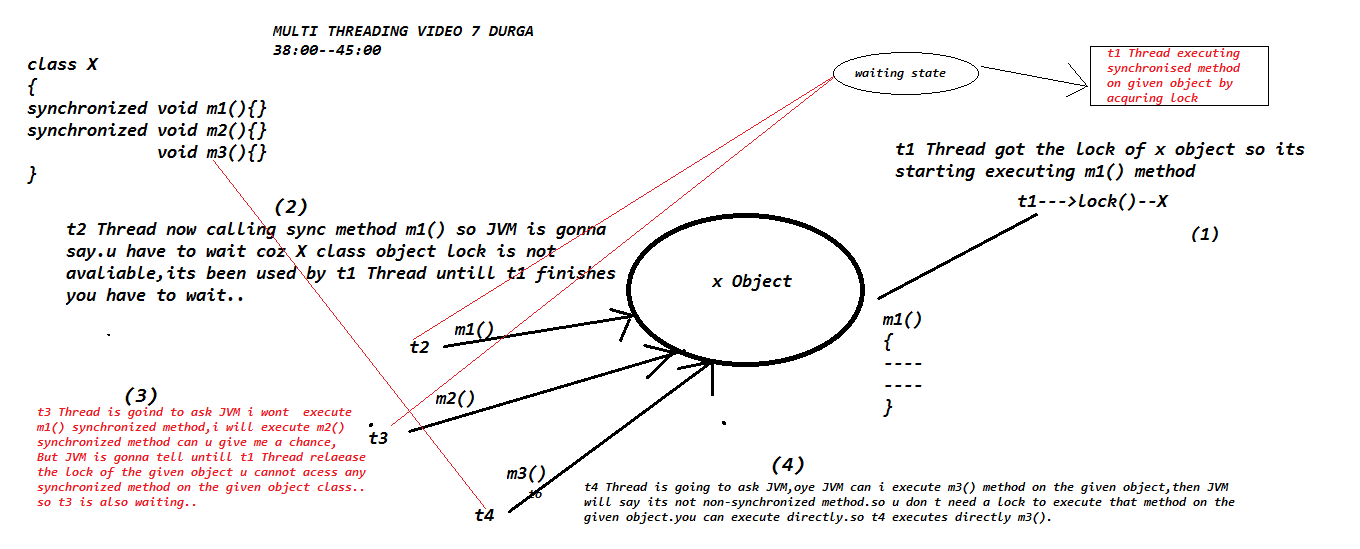 MULTI THREADING VIDEO 7 DURGA
38:00--45:00
class X
{
synchronized void m1(){}
synchronized void m2(){}
void m3(){}
}
waiting state
t1 Thread executing
synchronised method
on given object by
acquring lock
t1 Thread got the lock of x object so its
starting executing m1() method
t1--->lock()--X
(1)
(2)
t2 Thread now calling sync method m1() so JVM is gonna
say.u have to wait coz X class object lock is not
avaliable,its been used by t1 Thread untill t1 finishes
you have to wait..
x Object
m1()
{
----
----
}
m1()
t2
m2()
t3
(3)
t3 Thread is goind to ask JVM i wont execute
m1() synchronized method,i will execute m2()
synchronized method can u give me a chance,
But JVM is gonna tell untill t1 Thread relaease
the lock of the given object u cannot acess any
synchronized method on the given object class..
so t3 is also waiting..
m3()
to
t4
(4)
t4 Thread is going to ask JVM,oye JVM can i execute m3() method on the given object,then JVM
will say its not non-synchronized method.so u don t need a lock to execute that method on the
given object.you can execute directly.so t4 executes directly m3().